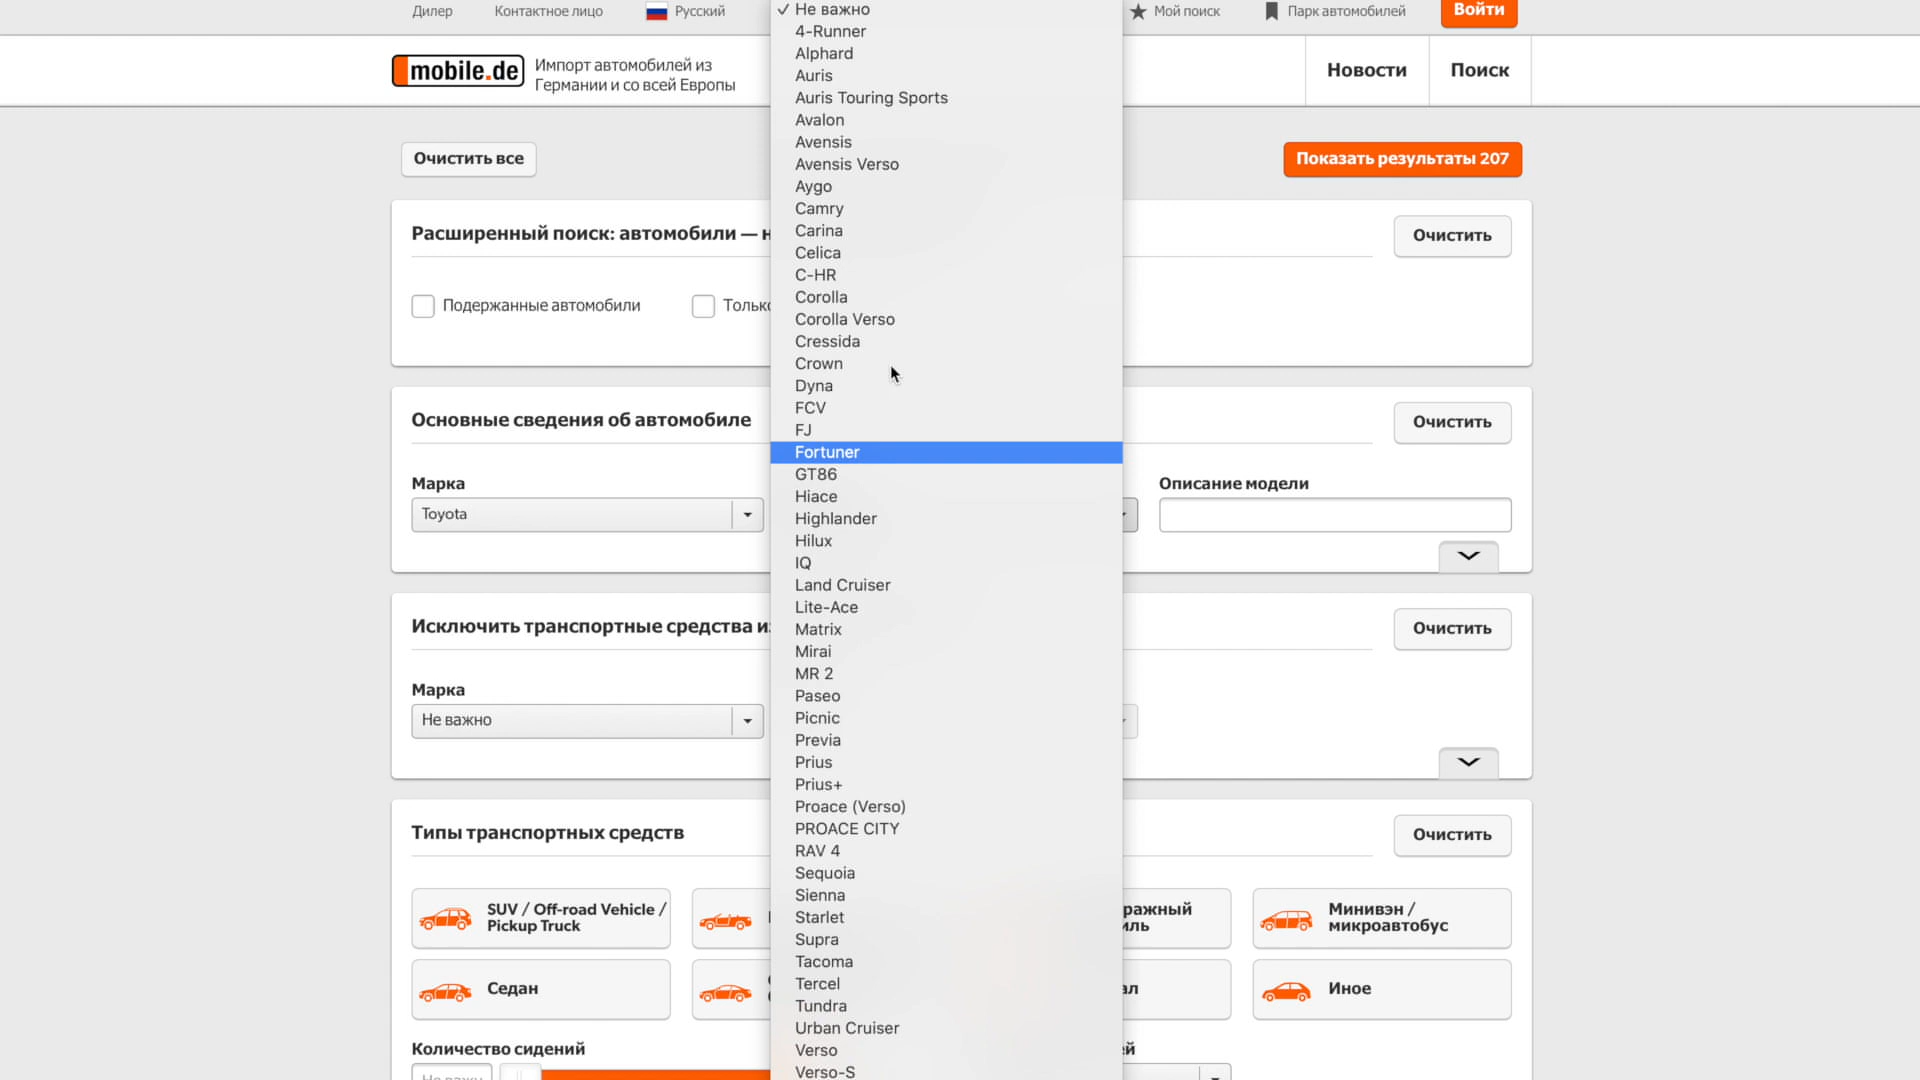 Дилер
Контактное лицо
Русский
Мой поиск
Парк автомобилей
Войти
mobile.de
Импорт автомобилей из
Германии и со всей Европы
Новости
Поиск
Очистить все
Показать результаты 207
Расширенный поиск: автомобили —
Очистить
Подержанные автомобили
Основные сведения об автомобиле
Очистить
Марка
Toyota
Описание модели
Исключить транспортные средства
Очистить
Марка
Не важно
Типы транспортных средств
Очистить
SUV / Off-road Vehicle /
Pickup Truck
Минивэн /
микроавтобус
Седан
Иное
Количество сидений
✓ Не важно
4-Runner
Alphard
Auris
Auris Touring Sports
Avalon
Avensis
Avensis Verso
Aygo
Camry
Carina
Celica
C-HR
Corolla
Corolla Verso
Cressida
Crown
Dyna
FCV
FJ
Fortuner
GT86
Hiace
Highlander
Hilux
IQ
Land Cruiser
Lite-Ace
Matrix
Mirai
MR 2
Paseo
Picnic
Previa
Prius
Prius+
Proace (Verso)
PROACE CITY
RAV 4
Sequoia
Sienna
Starlet
Supra
Tacoma
Tercel
Tundra
Urban Cruiser
Verso
Verso-S